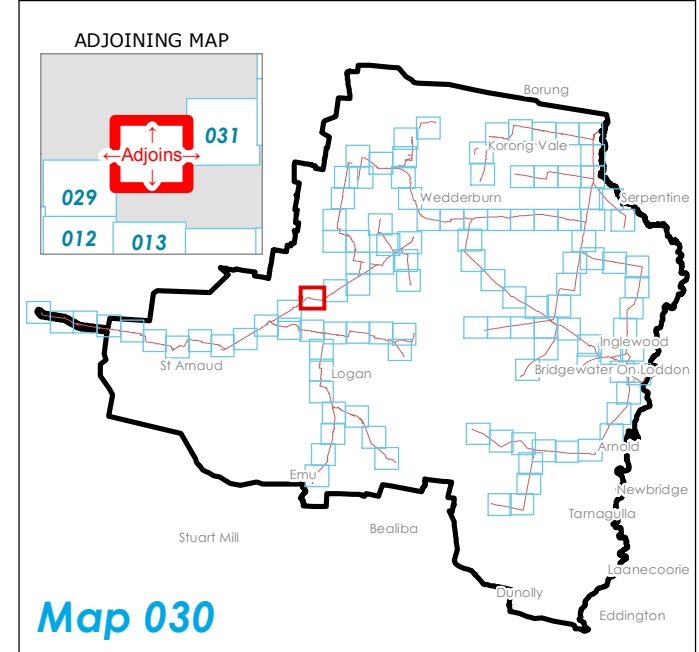 ADJOINING MAP
031
Adjoins
029
012
013
Borung
Korong Vale
Wedderburn
Serpentine
Inglewood
Bridgewater On Loddon
St Arnaud
Logan
Arnold
Emu
Newbridge
Tarnagulla
Stuart Mill
Bealiba
Laanecoorie
Dunolly
Eddington
Map 030